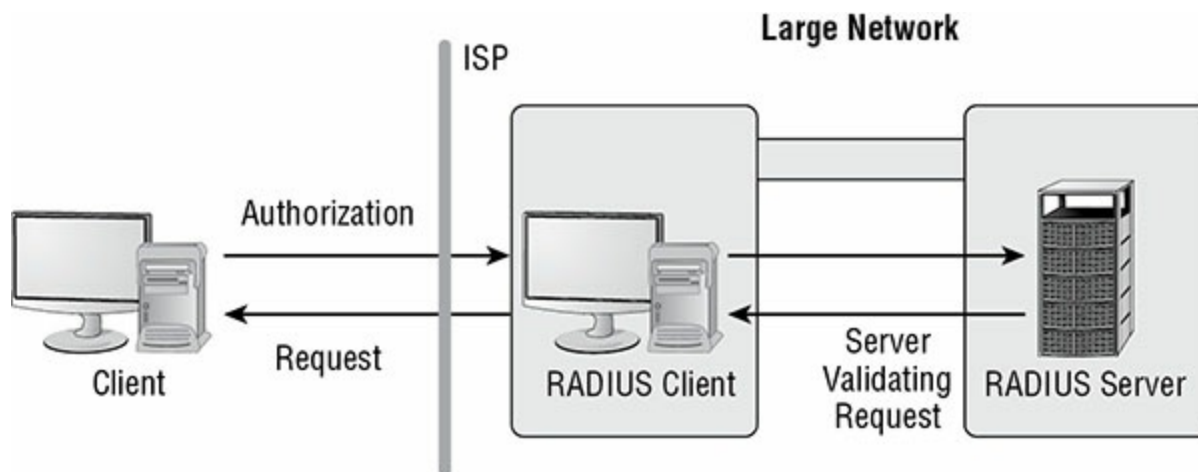 Large Network
ISP
Authorization
Request
Client
RADIUS Client
Server
Validating
Request
RADIUS Server